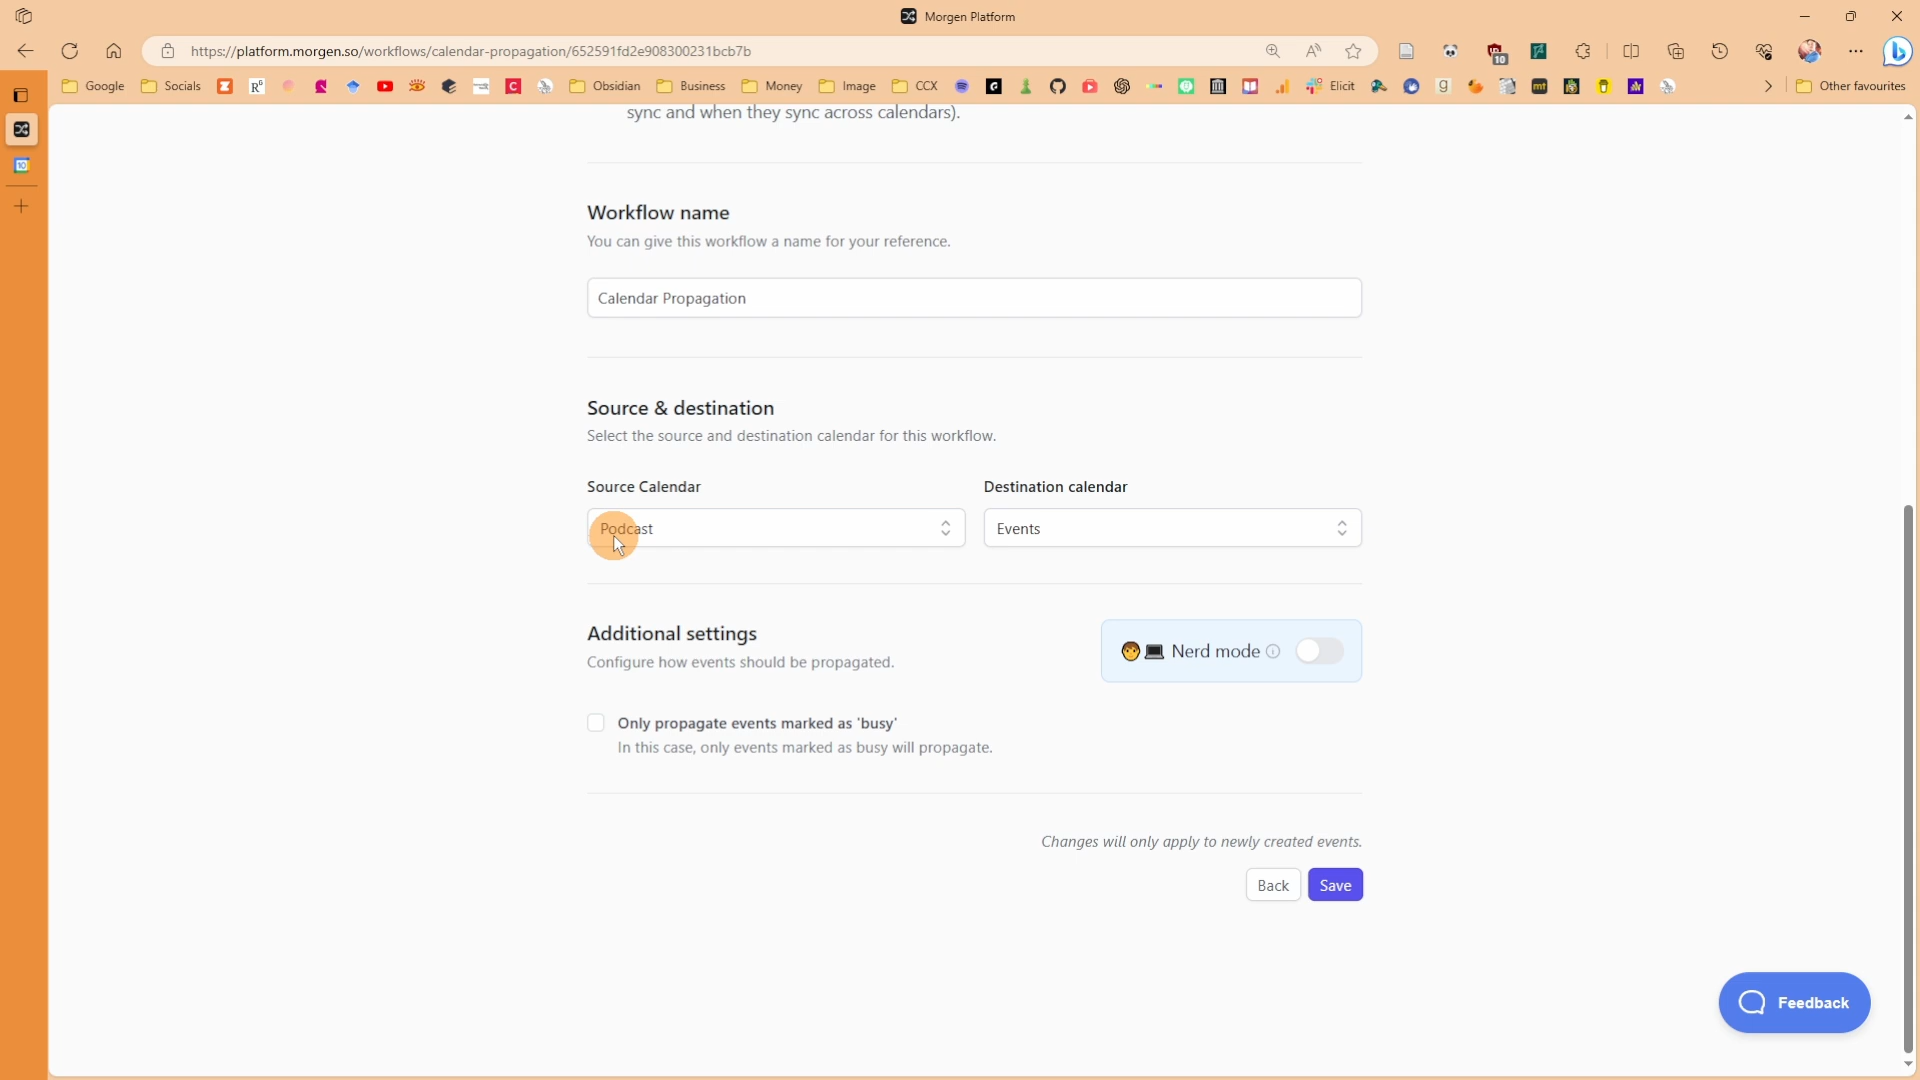 Morgen Platform
https://platform.morgen.so/workflows/calendar-propagation/652591fd2e908300231bcb7b
10
Google Socials Obsidian Business Money Image CCX Elicit Other favourites
sync and when they sync across calendars).
Workflow name
You can give this workflow a name for your reference.
Calendar Propagation
Source & destination
Select the source and destination calendar for this workflow.
Source Calendar Destination calendar
Podcast Events
Additional settings
Configure how events should be propagated.
Nerd mode
Only propagate events marked as 'busy'
In this case, only events marked as busy will propagate.
Changes will only apply to newly created events.
Back Save
Feedback